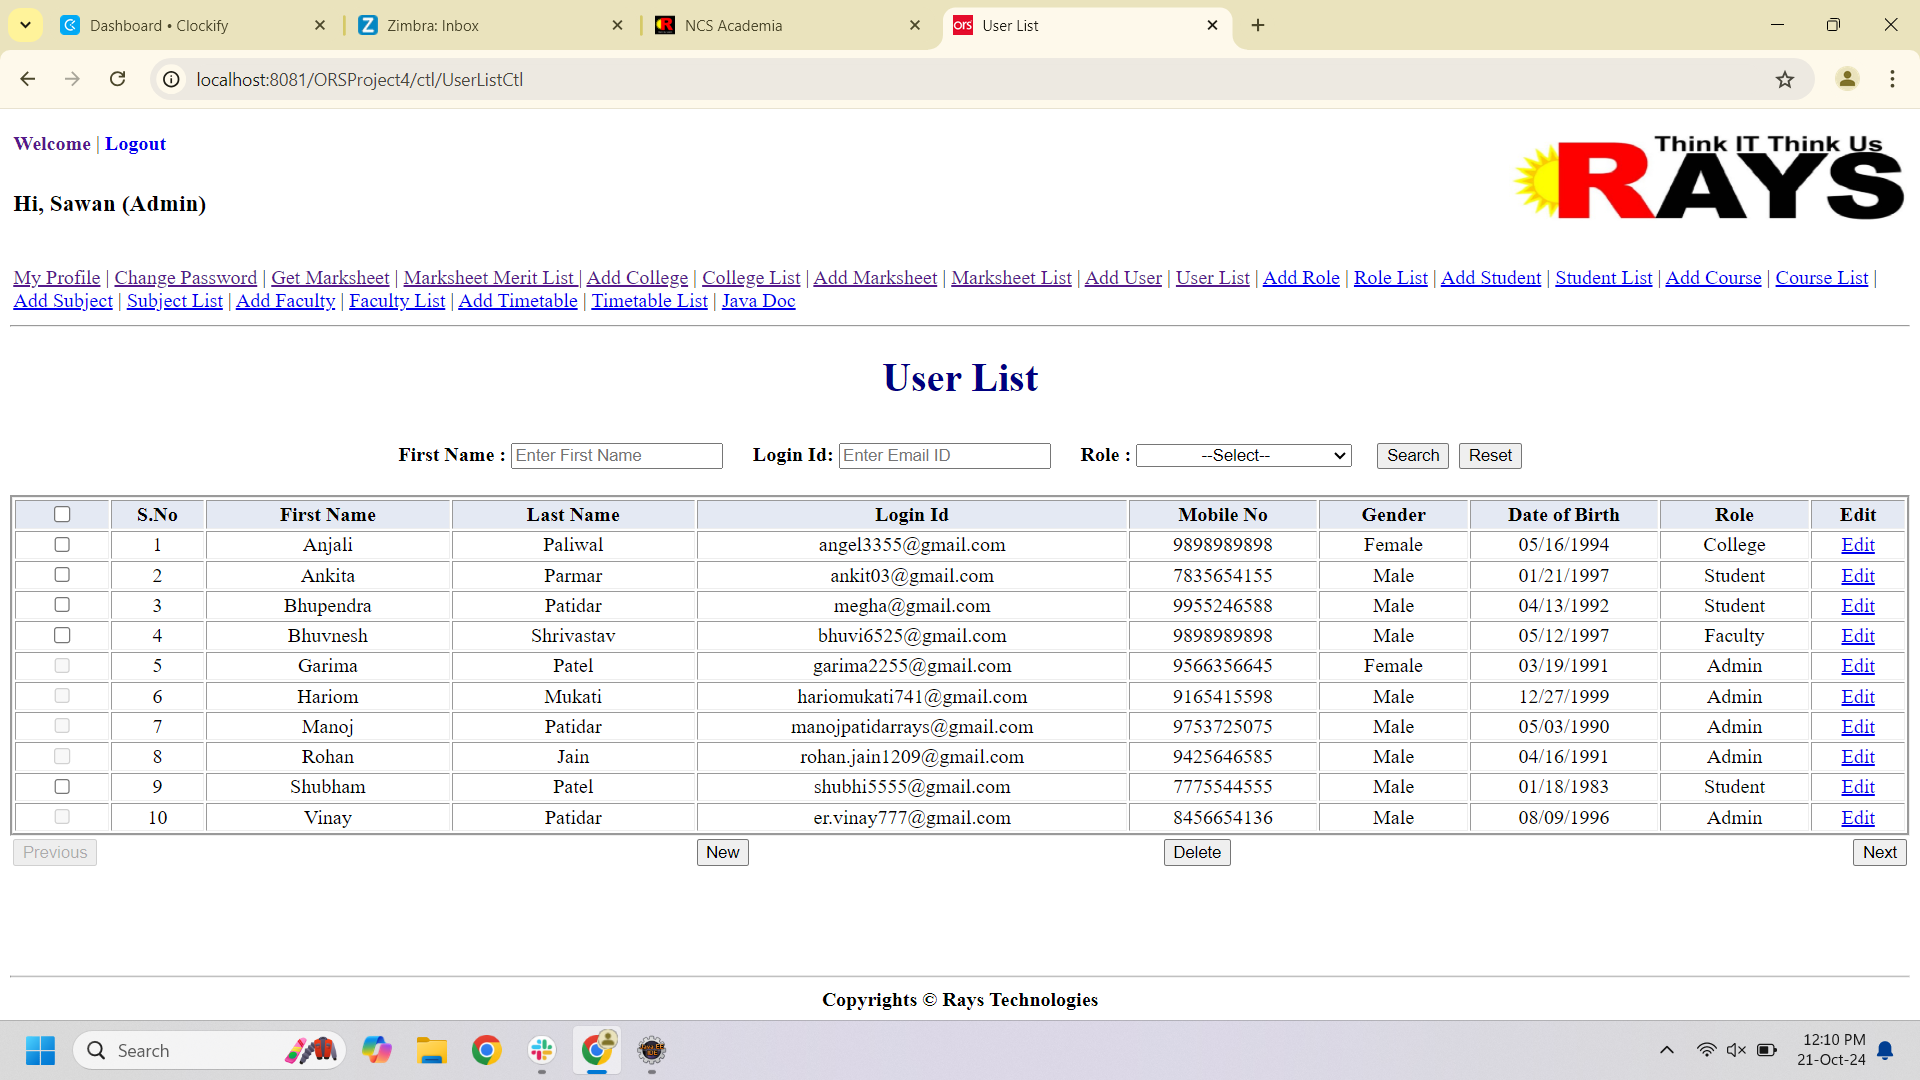 Dashboard • Clockify
Zimbra: Inbox
NCS Academia
ors User List
localhost:8081/ORSProject4/ctl/UserListCtl
Welcome | Logout
Think IT Think Us
RAYS
Hi, Sawan (Admin)
My Profile | Change Password | Get Marksheet | Marksheet Merit List | Add College | College List | Add Marksheet | Marksheet List | Add User | User List | Add Role | Role List | Add Student | Student List | Add Course | Course List |
Add Subject | Subject List | Add Faculty | Faculty List | Add Timetable | Timetable List | Java Doc
User List
First Name : Enter First Name Login Id: Enter Email ID Role : --Select-- Search Reset
S.No First Name Last Name Login Id Mobile No Gender Date of Birth Role Edit
1 Anjali Paliwal angel3355@gmail.com 9898989898 Female 05/16/1994 College Edit
2 Ankita Parmar ankit03@gmail.com 7835654155 Male 01/21/1997 Student Edit
3 Bhupendra Patidar megha@gmail.com 9955246588 Male 04/13/1992 Student Edit
4 Bhuvnesh Shrivastav bhuvi6525@gmail.com 9898989898 Male 05/12/1997 Faculty Edit
5 Garima Patel garima2255@gmail.com 9566356645 Female 03/19/1991 Admin Edit
6 Hariom Mukati hariomukati741@gmail.com 9165415598 Male 12/27/1999 Admin Edit
7 Manoj Patidar manojpatidarrays@gmail.com 9753725075 Male 05/03/1990 Admin Edit
8 Rohan Jain rohan.jain1209@gmail.com 9425646585 Male 04/16/1991 Admin Edit
9 Shubham Patel shubhi5555@gmail.com 7775544555 Male 01/18/1983 Student Edit
10 Vinay Patidar er.vinay777@gmail.com 8456654136 Male 08/09/1996 Admin Edit
Previous New Delete Next
Copyrights © Rays Technologies
Search
12:10 PM
21-Oct-24